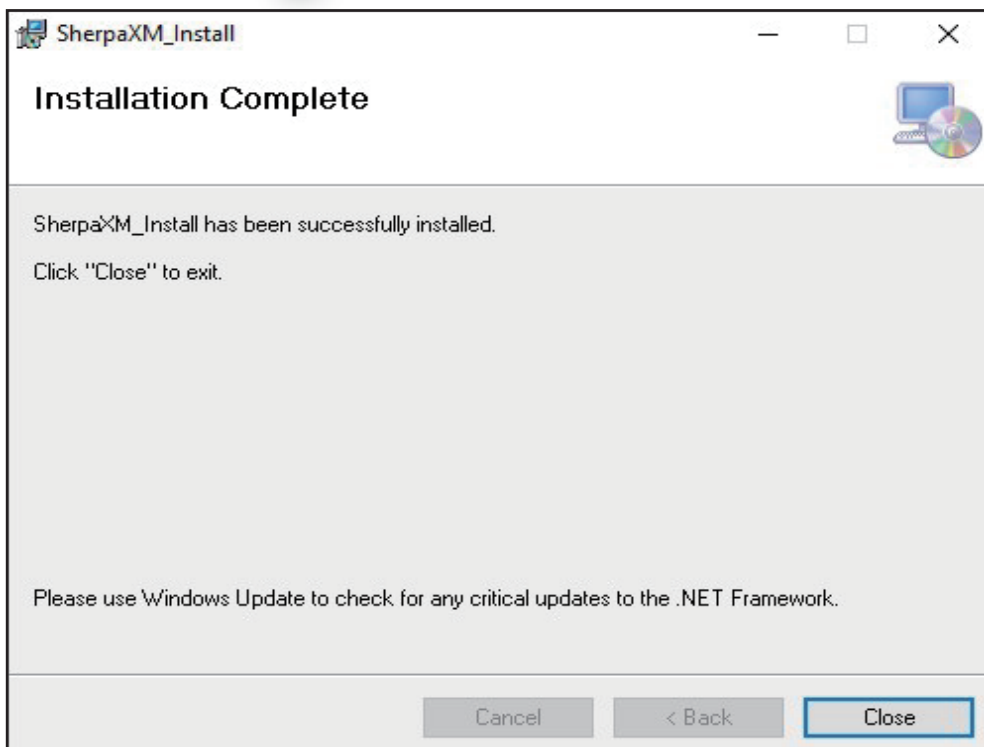 SherpaXM_Install
Installation Complete
SherpaXM_Install has been successfully installed.
Click "Close" to exit.
Please use Windows Update to check for any critical updates to the .NET Framework.
Cancel
< Back
Close